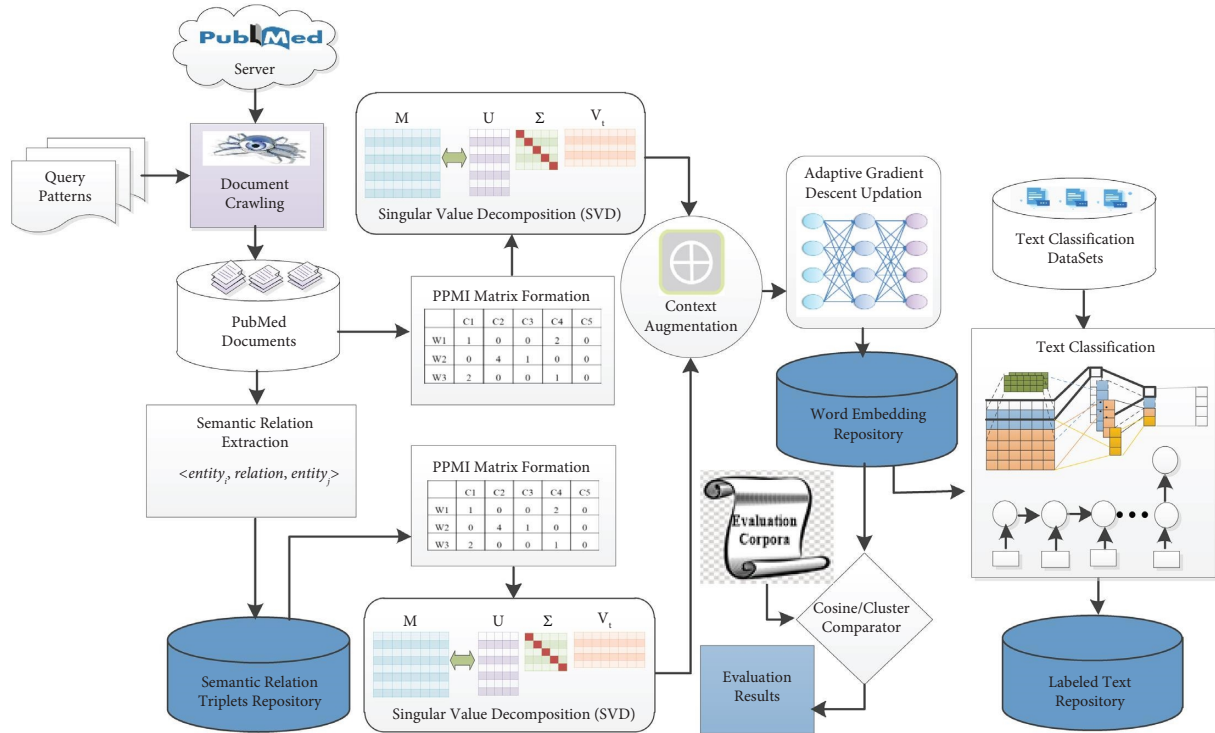 PubMed
Server
Query
Patterns
Document
Crawling
PubMed
Documents
Semantic Relation
Extraction
<entity_i, relation, entity_j>
Semantic Relation
Triplets Repository
M U Σ V_t
Singular Value Decomposition (SVD)
PPMI Matrix Formation
C1 C2 C3 C4 C5
W1 1 0 0 2 0
W2 0 4 1 0 0
W3 2 0 0 1 0
PPMI Matrix Formation
C1 C2 C3 C4 C5
W1 1 0 0 2 0
W2 0 4 1 0 0
W3 2 0 0 1 0
M U Σ V_t
Singular Value Decomposition (SVD)
Context
Augmentation
Adaptive Gradient
Descent Updation
Word Embedding
Repository
Evaluation
Corpora
Cosine/Cluster
Comparator
Evaluation
Results
Text Classification
DataSets
Text Classification
Labeled Text
Repository